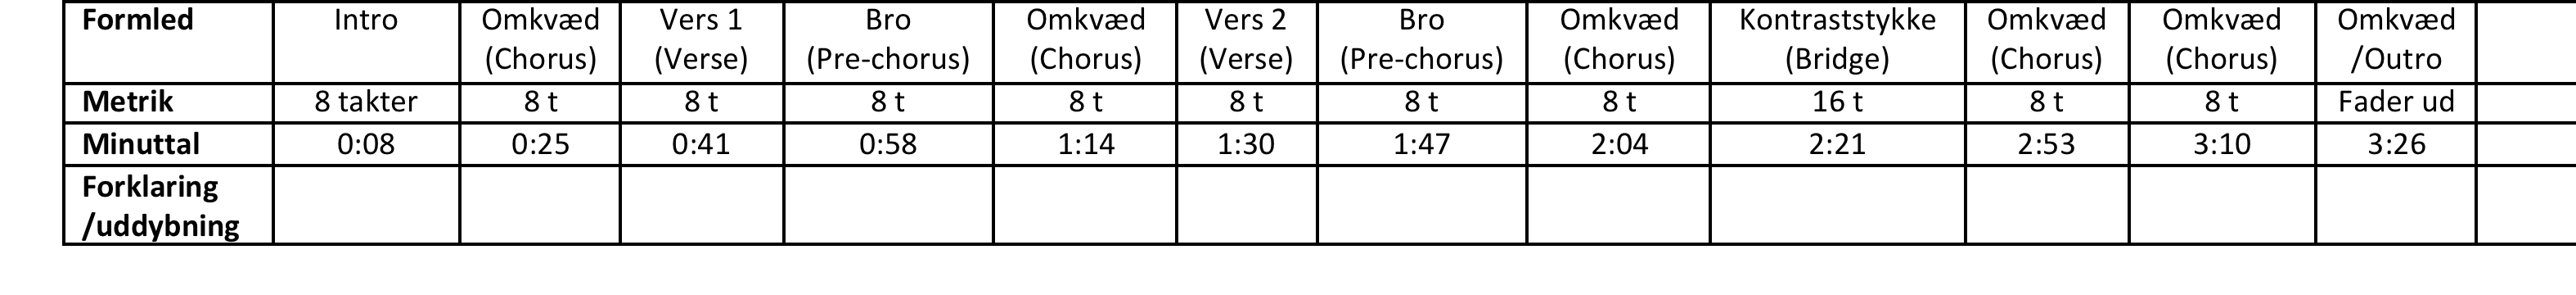 Formled Intro Omkvæd Vers 1 Bro Omkvæd Vers 2 Bro Omkvæd Kontraststykke Omkvæd Omkvæd Omkvæd
(Chorus) (Verse) (Pre-chorus) (Chorus) (Verse) (Pre-chorus) (Chorus) (Bridge) (Chorus) (Chorus) /Outro
Metrik 8 takter 8 t 8 t 8 t 8 t 8 t 8 t 8 t 16 t 8 t 8 t Fader ud
Minuttal 0:08 0:25 0:41 0:58 1:14 1:30 1:47 2:04 2:21 2:53 3:10 3:26
Forklaring
/uddybning